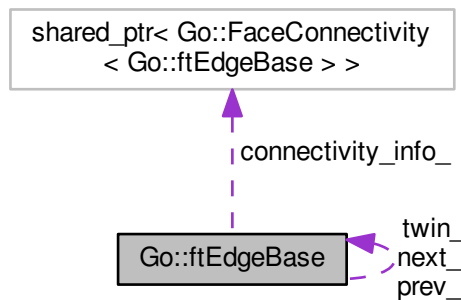 shared_ptr< Go::FaceConnectivity
< Go::ftEdgeBase > >
connectivity_info_
Go::ftEdgeBase
twin_
next_
prev_